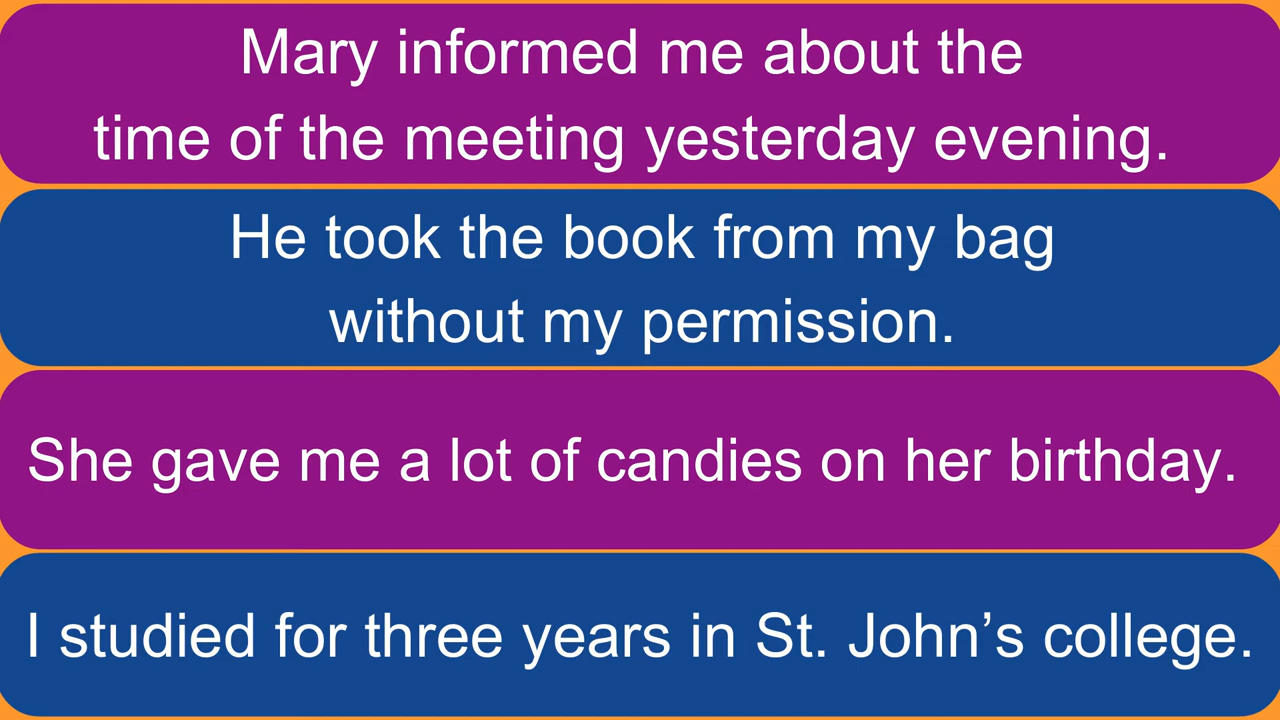 Mary informed me about the
time of the meeting yesterday evening.
He took the book from my bag
without my permission.
She gave me a lot of candies on her birthday.
I studied for three years in St. John’s college.